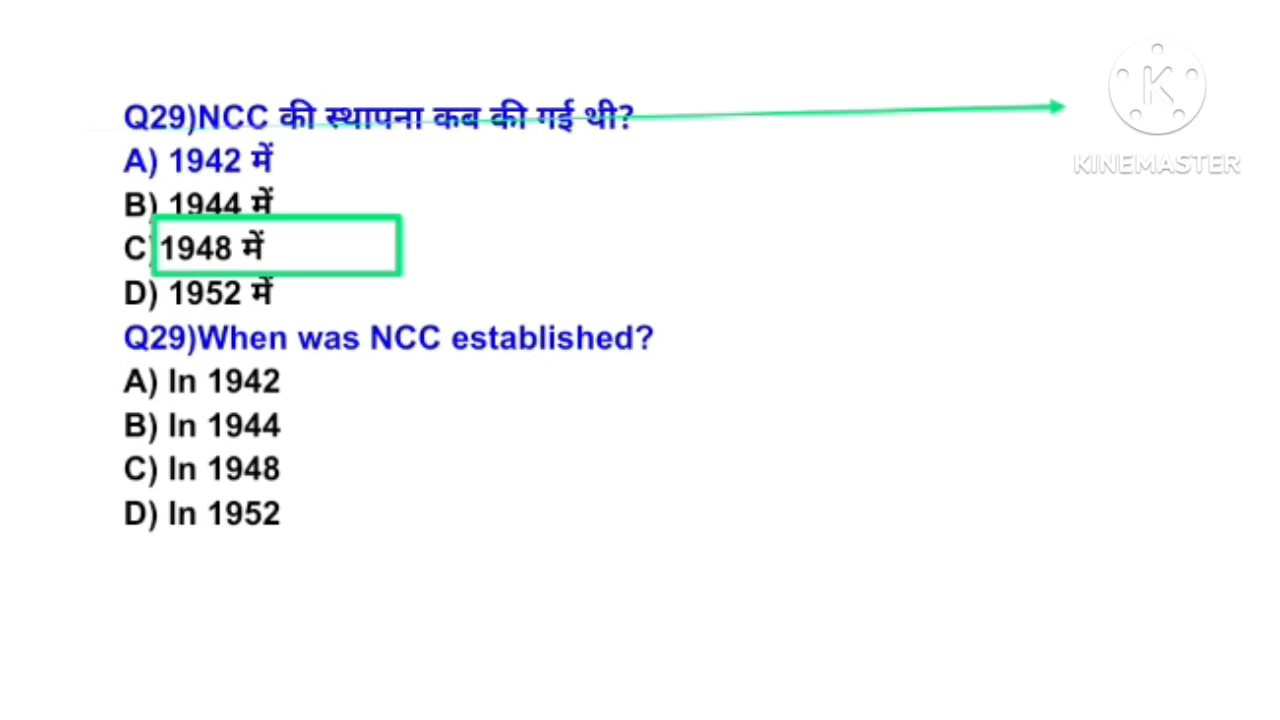 Q29)NCC की स्थापना कब की गई थी?
A) 1942 में
B) 1944 में
C) 1948 में
D) 1952 में
Q29)When was NCC established?
A) In 1942
B) In 1944
C) In 1948
D) In 1952
KINEMASTER